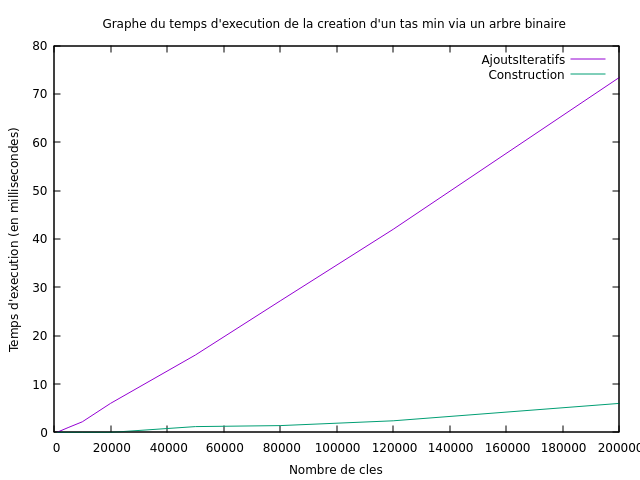 Graphe du temps d'execution de la creation d'un tas min via un arbre binaire
80
70
60
50
40
30
20
10
0
Temps d'execution (en millisecondes)
AjoutsIteratifs
Construction
0 20000 40000 60000 80000 100000 120000 140000 160000 180000 200000
Nombre de cles